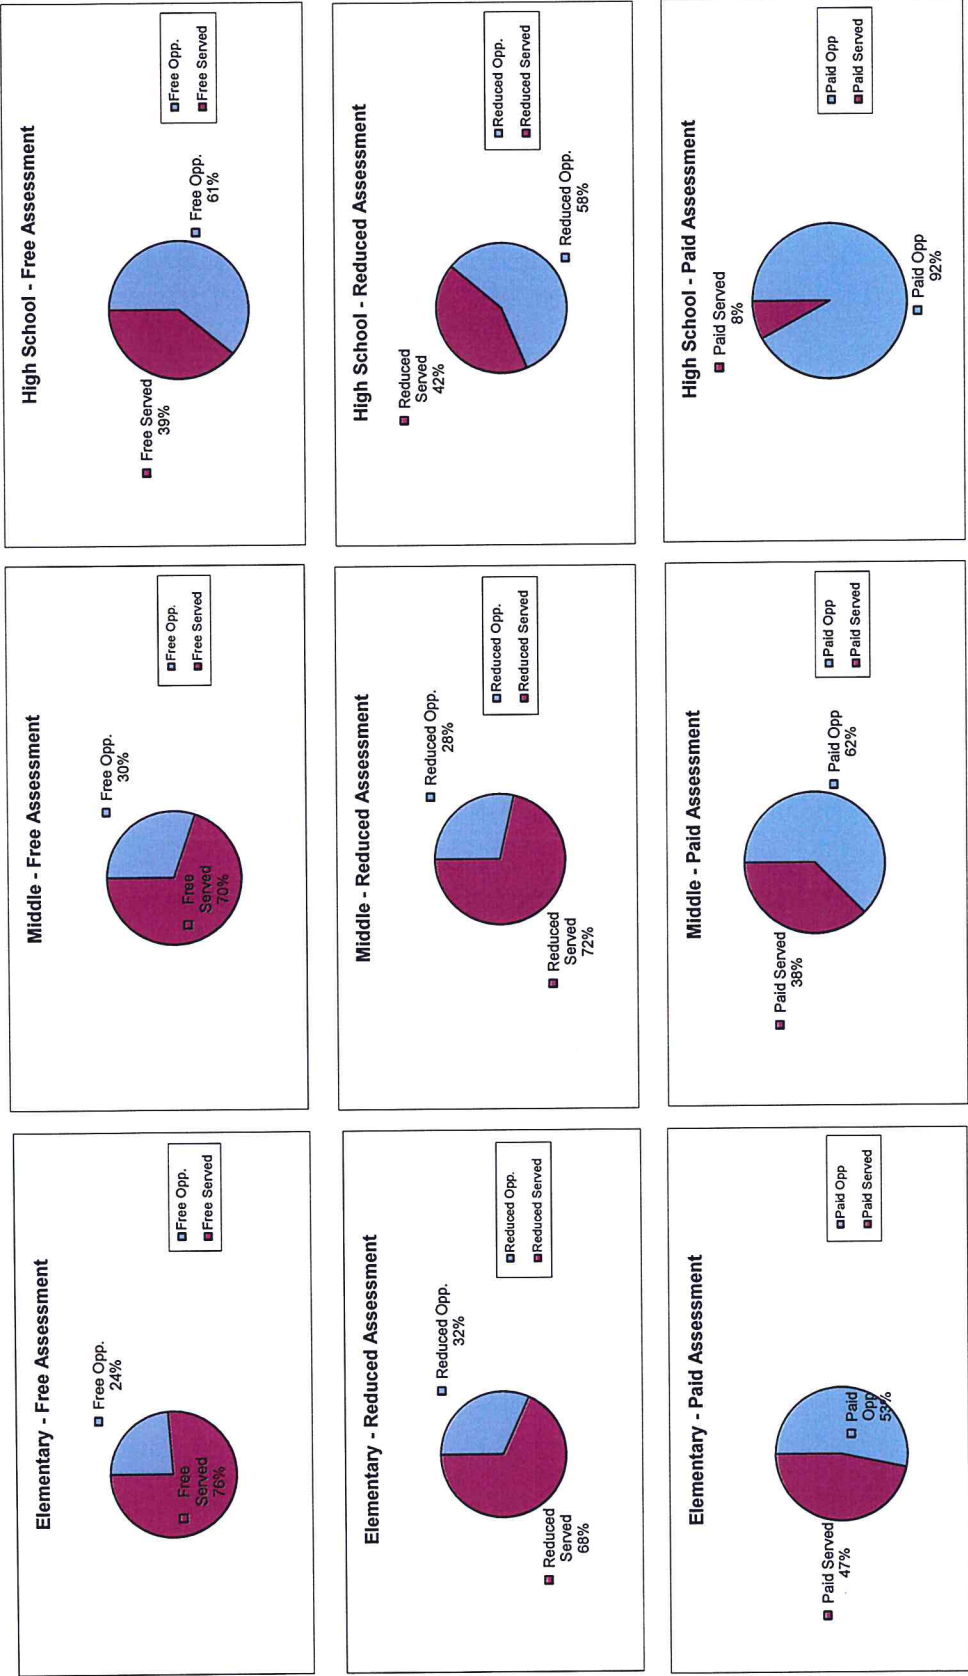 Elementary - Free Assessment
Free Opp.
24%
Free
Served
76%
Free Opp.
Free Served
Middle - Free Assessment
Free Opp.
30%
Free
Served
70%
Free Opp.
Free Served
High School - Free Assessment
Free Served
39%
Free Opp.
61%
Free Opp.
Free Served
Elementary - Reduced Assessment
Reduced Opp.
32%
Reduced
Served
68%
Reduced Opp.
Reduced Served
Middle - Reduced Assessment
Reduced Opp.
28%
Reduced
Served
72%
Reduced Opp.
Reduced Served
High School - Reduced Assessment
Reduced
Served
42%
Reduced Opp.
58%
Reduced Opp.
Reduced Served
Elementary - Paid Assessment
Paid Served
47%
Paid
Opp
53%
Paid Opp
Paid Served
Middle - Paid Assessment
Paid Served
38%
Paid Opp
62%
Paid Opp
Paid Served
High School - Paid Assessment
Paid Served
8%
Paid Opp
92%
Paid Opp
Paid Served